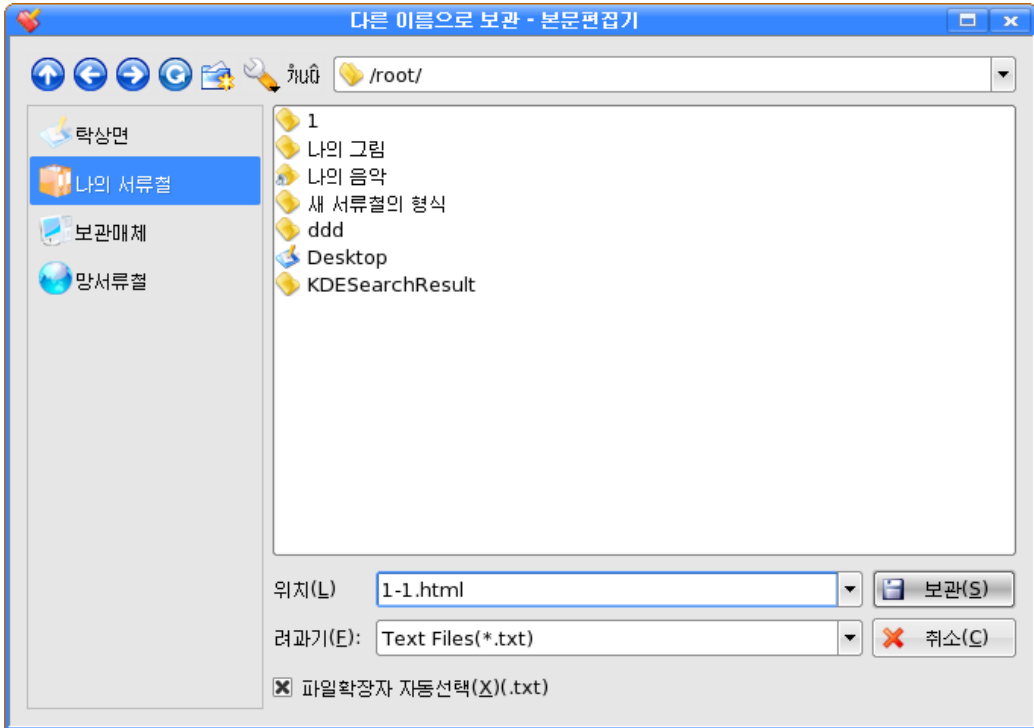 다른 이름으로 보관 - 본문편집기
/root/
탁상면
나의 서류철
보관매체
망서류철
1
나의 그림
나의 음악
새 서류철의 형식
ddd
Desktop
KDESearchResult
위치(L)
1-1.html
보관(S)
려과기(F):
Text Files(*.txt)
취소(C)
파일확장자 자동선택(X)(.txt)